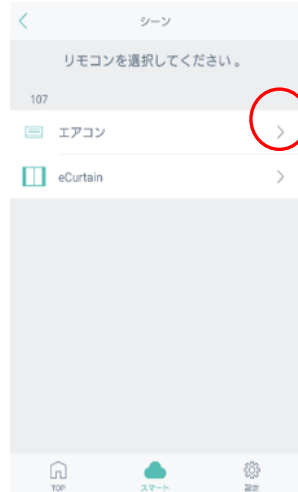 シーン
リモコンを選択してください。
107
エアコン
eCurtain
TOP
スマート
設定